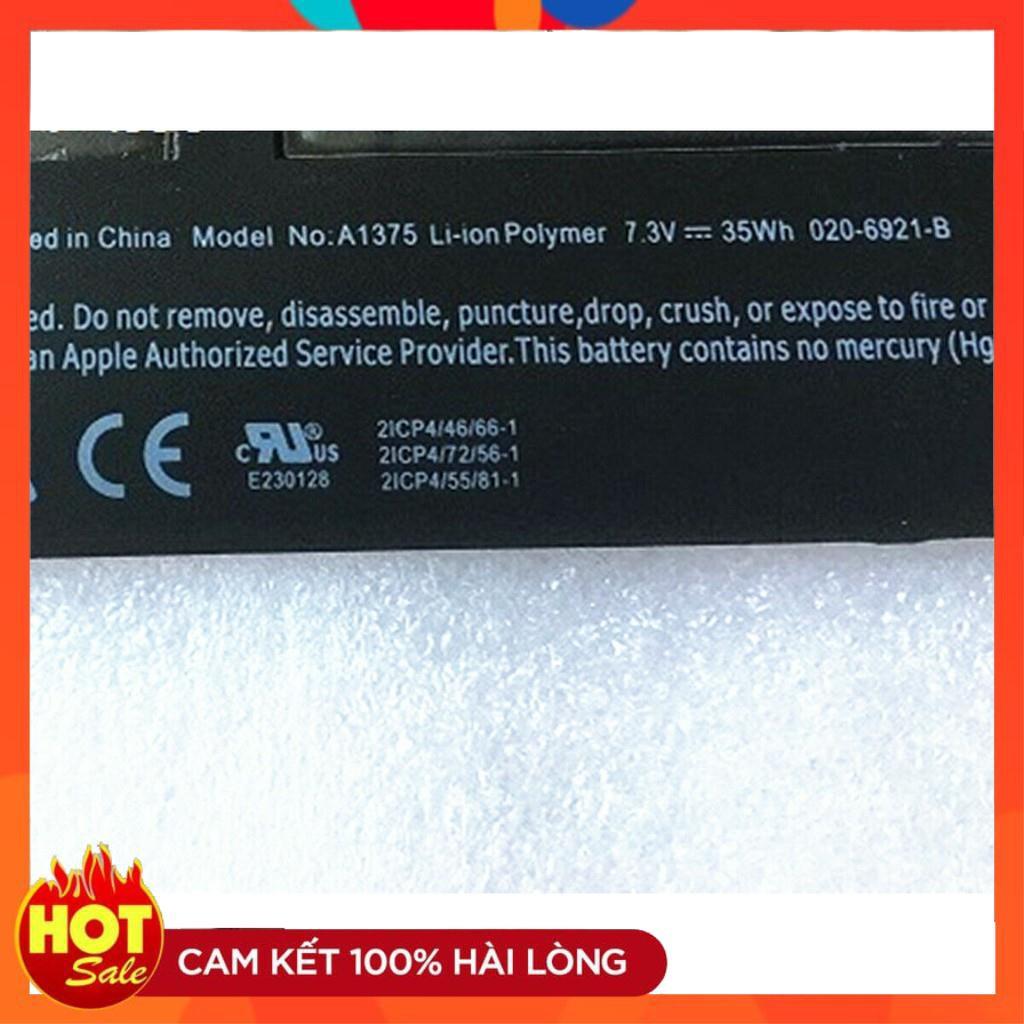 ed in China Model No:A1375 Li-ion Polymer 7.3V ⎓ 35Wh 020-6921-B
ed. Do not remove, disassemble, puncture,drop, crush, or expose to fire or
an Apple Authorized Service Provider.This battery contains no mercury (Hg
CE
c RU® US
E230128
2ICP4/46/66-1
2ICP4/72/56-1
2ICP4/55/81-1
HOT
Sale
CAM KẾT 100% HÀI LÒNG